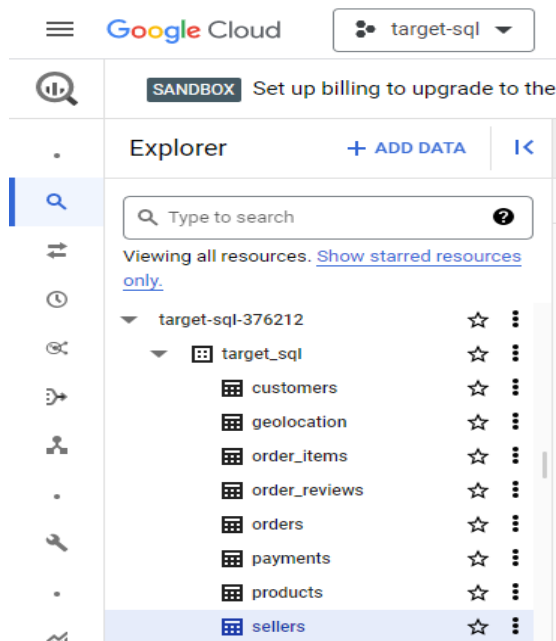 Google Cloud target-sql
SANDBOX Set up billing to upgrade to the
Explorer + ADD DATA
Type to search
Viewing all resources. Show starred resources
only.
target-sql-376212
target_sql
customers
geolocation
order_items
order_reviews
orders
payments
products
sellers